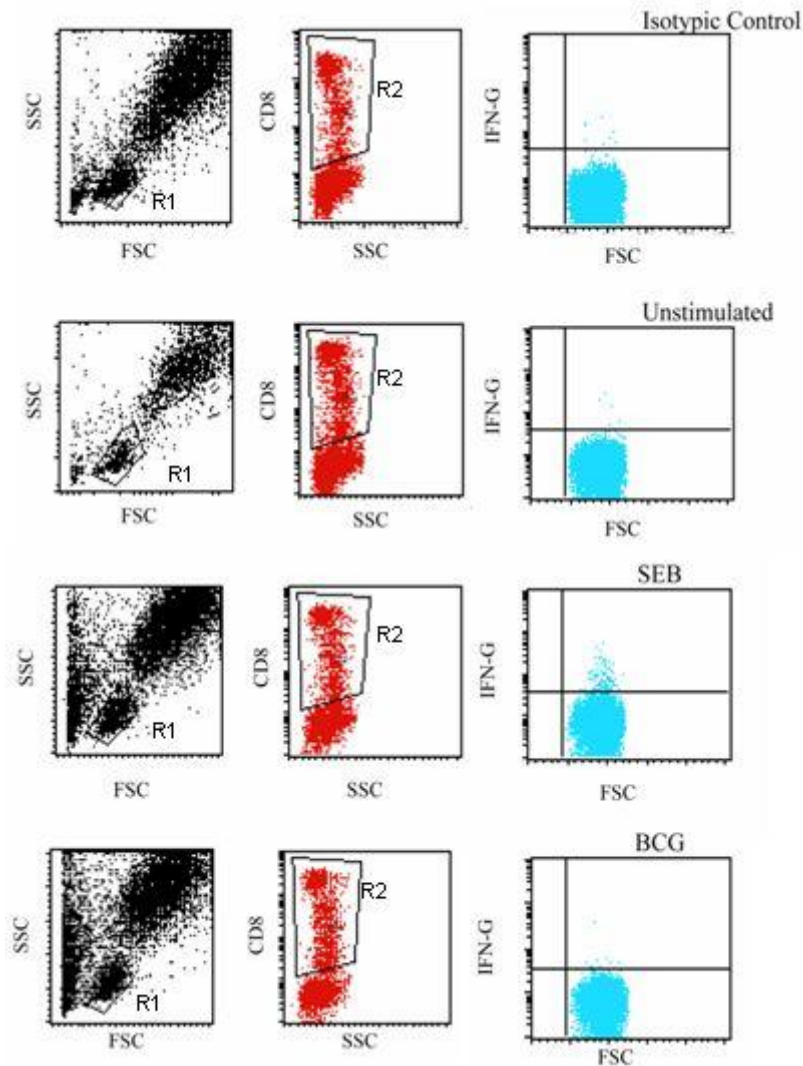 Isotypic Control
SSC
R1
FSC
CD8
R2
SSC
IFN-G
FSC
Unstimulated
SSC
R1
FSC
CD8
R2
SSC
IFN-G
FSC
SEB
SSC
R1
FSC
CD8
R2
SSC
IFN-G
FSC
BCG
SSC
R1
FSC
CD8
R2
SSC
IFN-G
FSC